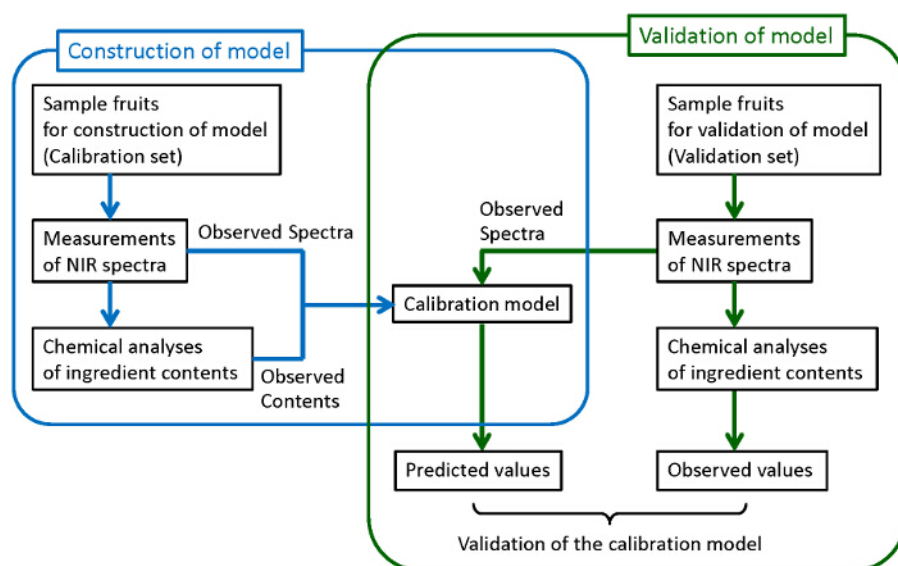 Construction of model
Validation of model
Sample fruits
for construction of model
(Calibration set)
Sample fruits
for validation of model
(Validation set)
Measurements
of NIR spectra
Observed Spectra
Observed
Spectra
Measurements
of NIR spectra
Calibration model
Chemical analyses
of ingredient contents
Observed
Contents
Chemical analyses
of ingredient contents
Predicted values
Observed values
Validation of the calibration model